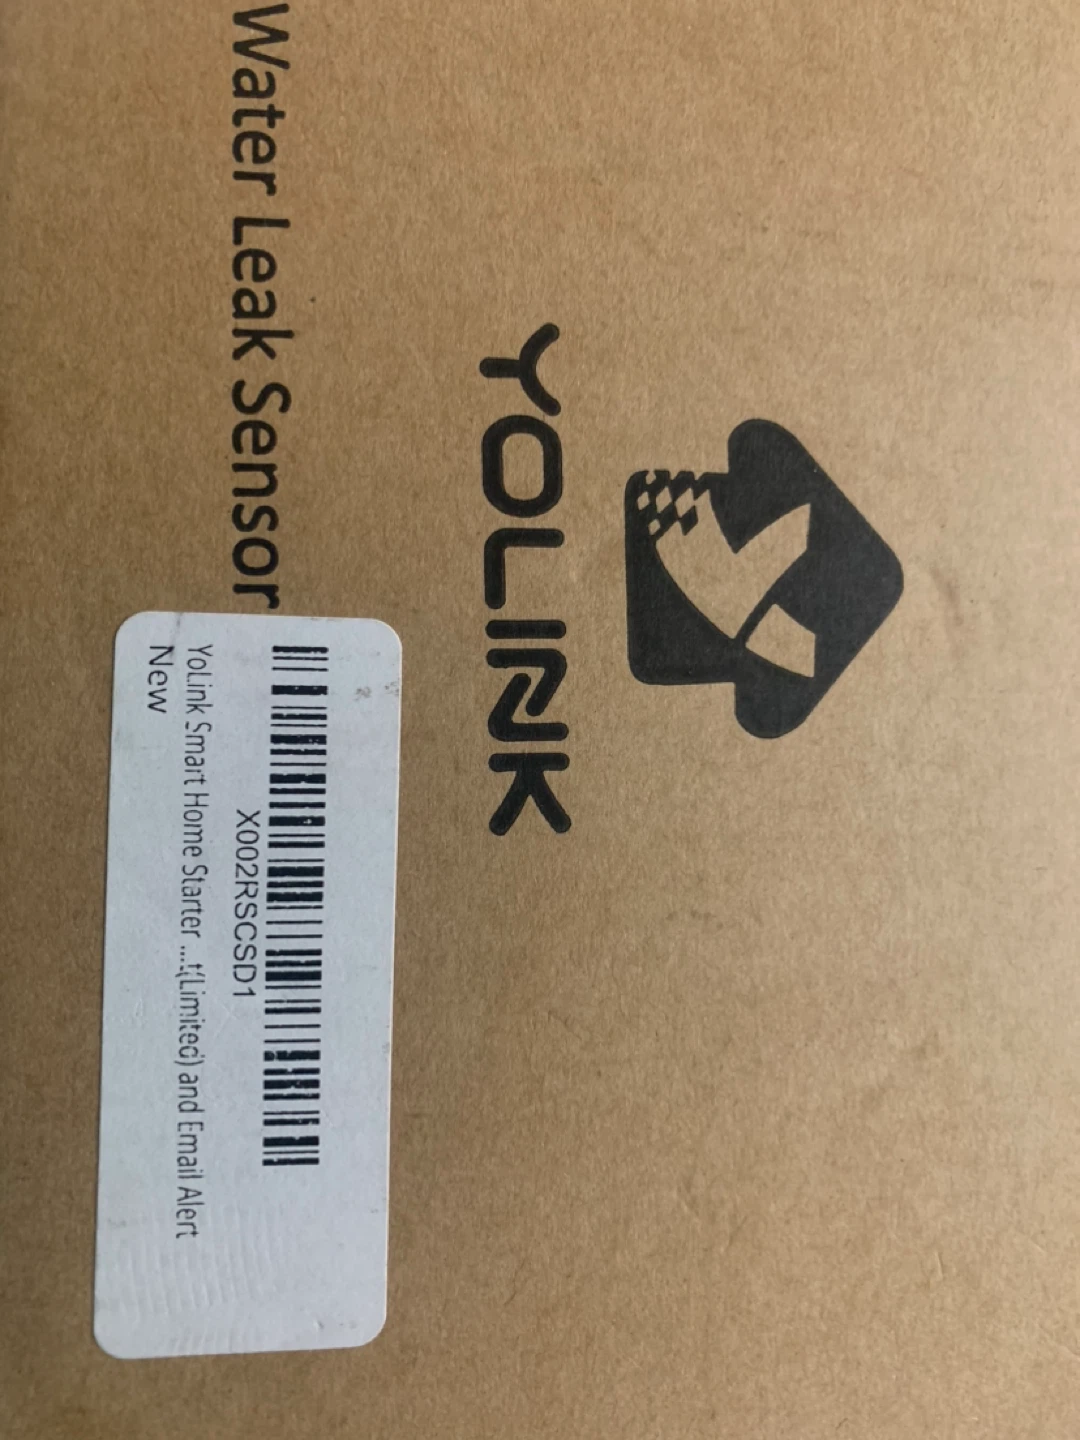 YOLINK
Water Leak Sensor
X002RSCSD1
YoLink Smart Home Starter ....t(Limited) and Email Alert
New